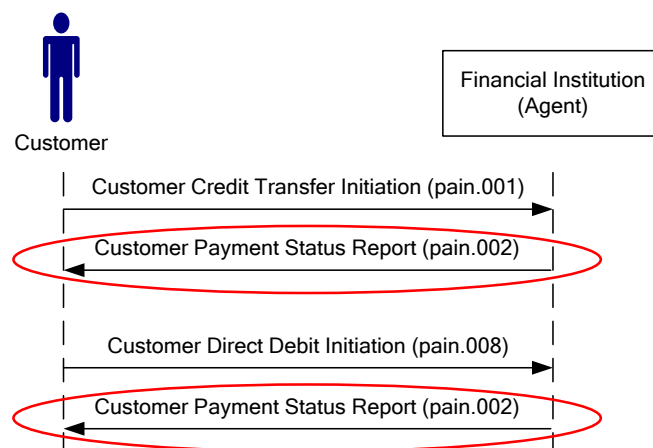 Financial Institution
(Agent)
Customer
Customer Credit Transfer Initiation (pain.001)
Customer Payment Status Report (pain.002)
Customer Direct Debit Initiation (pain.008)
Customer Payment Status Report (pain.002)